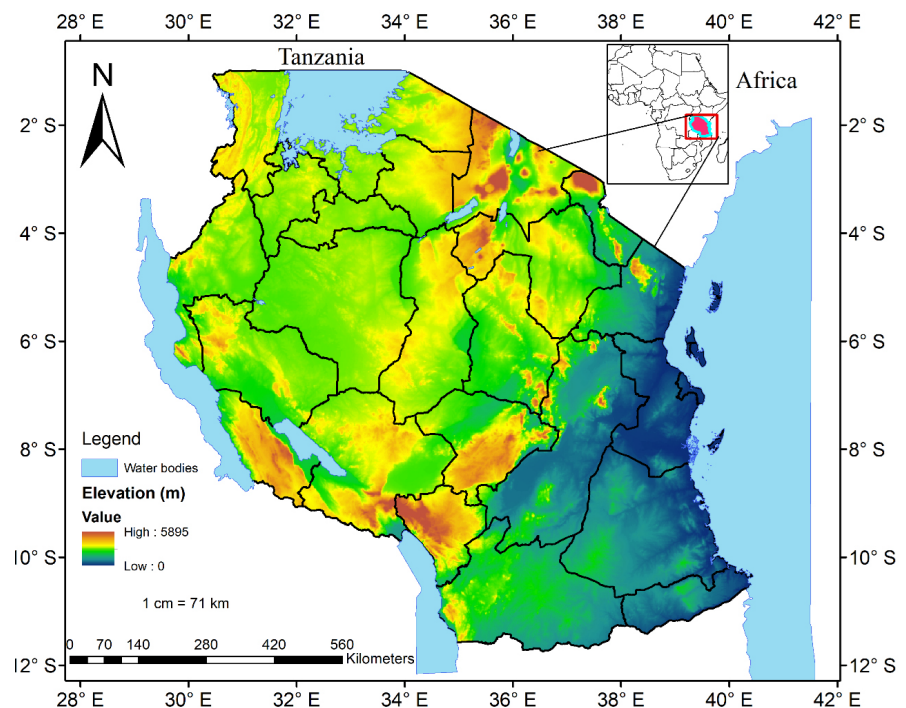 28° E 30° E 32° E 34° E 36° E 38° E 40° E 42° E
Tanzania
N
Africa
2° S 2° S
4° S 4° S
6° S 6° S
8° S 8° S
10° S 10° S
12° S 12° S
Legend
Water bodies
Elevation (m)
Value
High : 5895
Low : 0
1 cm = 71 km
0 70 140 280 420 560
Kilometers
28° E 30° E 32° E 34° E 36° E 38° E 40° E 42° E